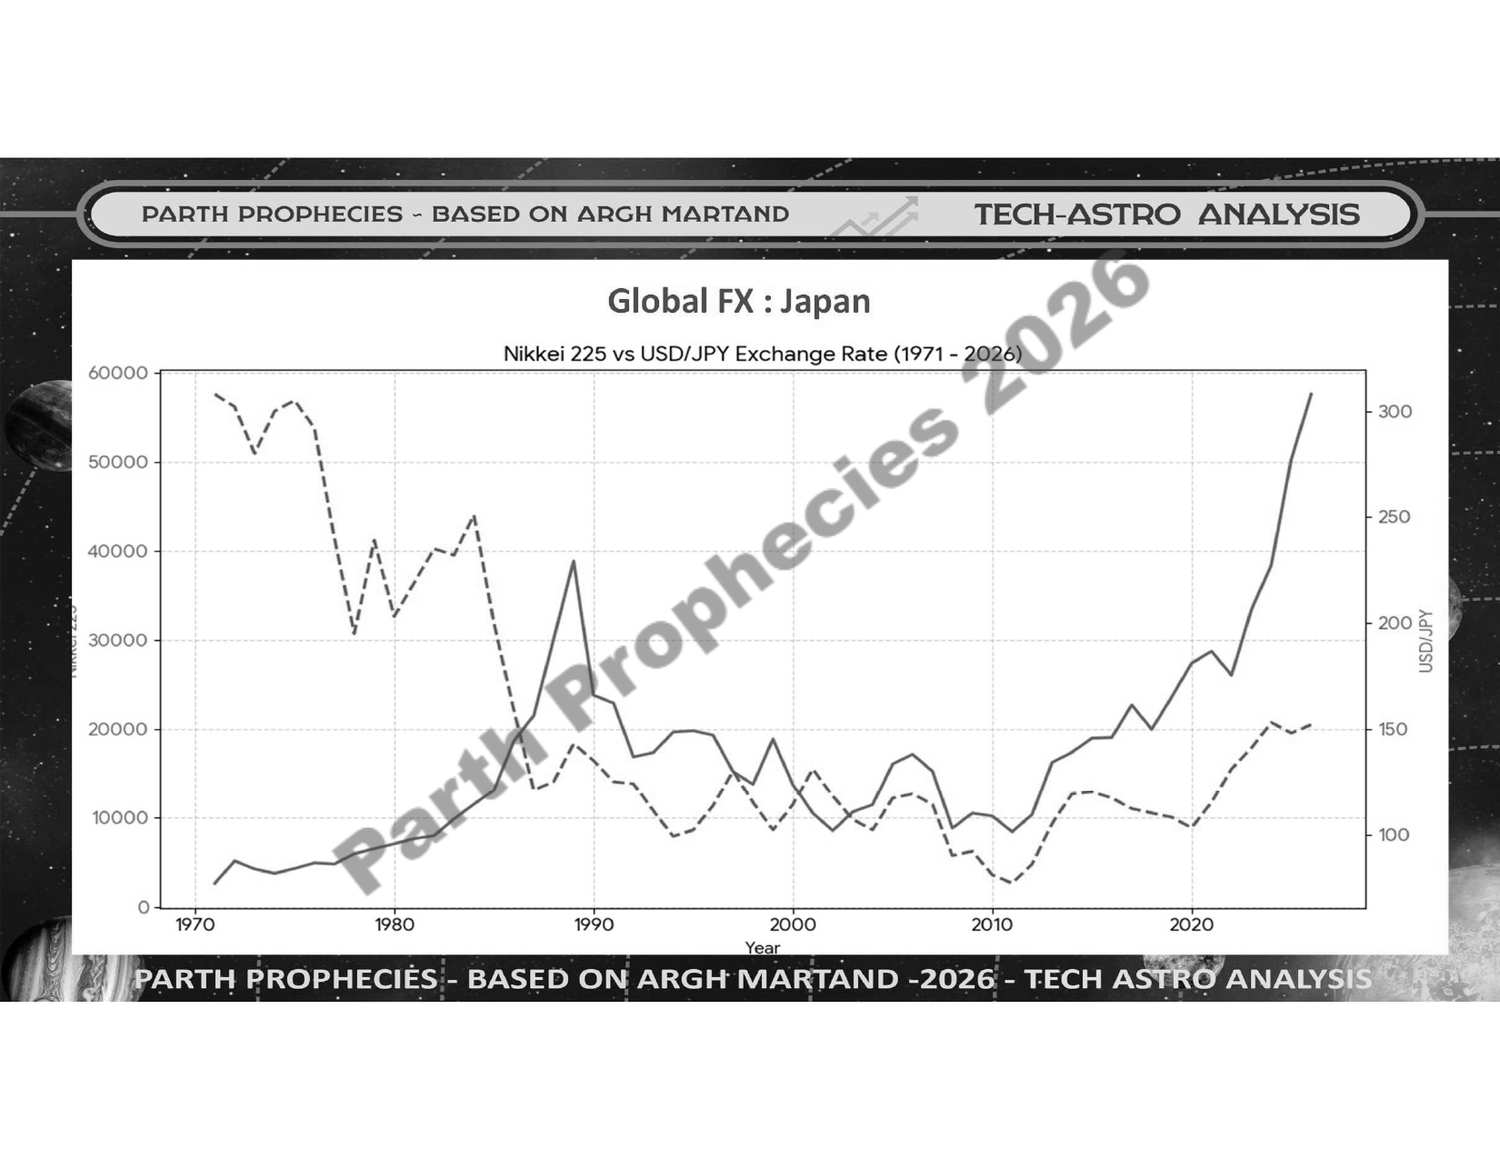 PARTH PROPHECIES - BASED ON ARGH MARTAND
TECH-ASTRO ANALYSIS
Global FX : Japan
Nikkei 225 vs USD/JPY Exchange Rate (1971 - 2026)
Parth Prophecies 2026
60000
50000
40000
30000
20000
10000
0
Nikkei 225
300
250
200
150
100
USD/JPY
1970 1980 1990 2000 2010 2020
Year
PARTH PROPHECIES - BASED ON ARGH MARTAND -2026 - TECH ASTRO ANALYSIS